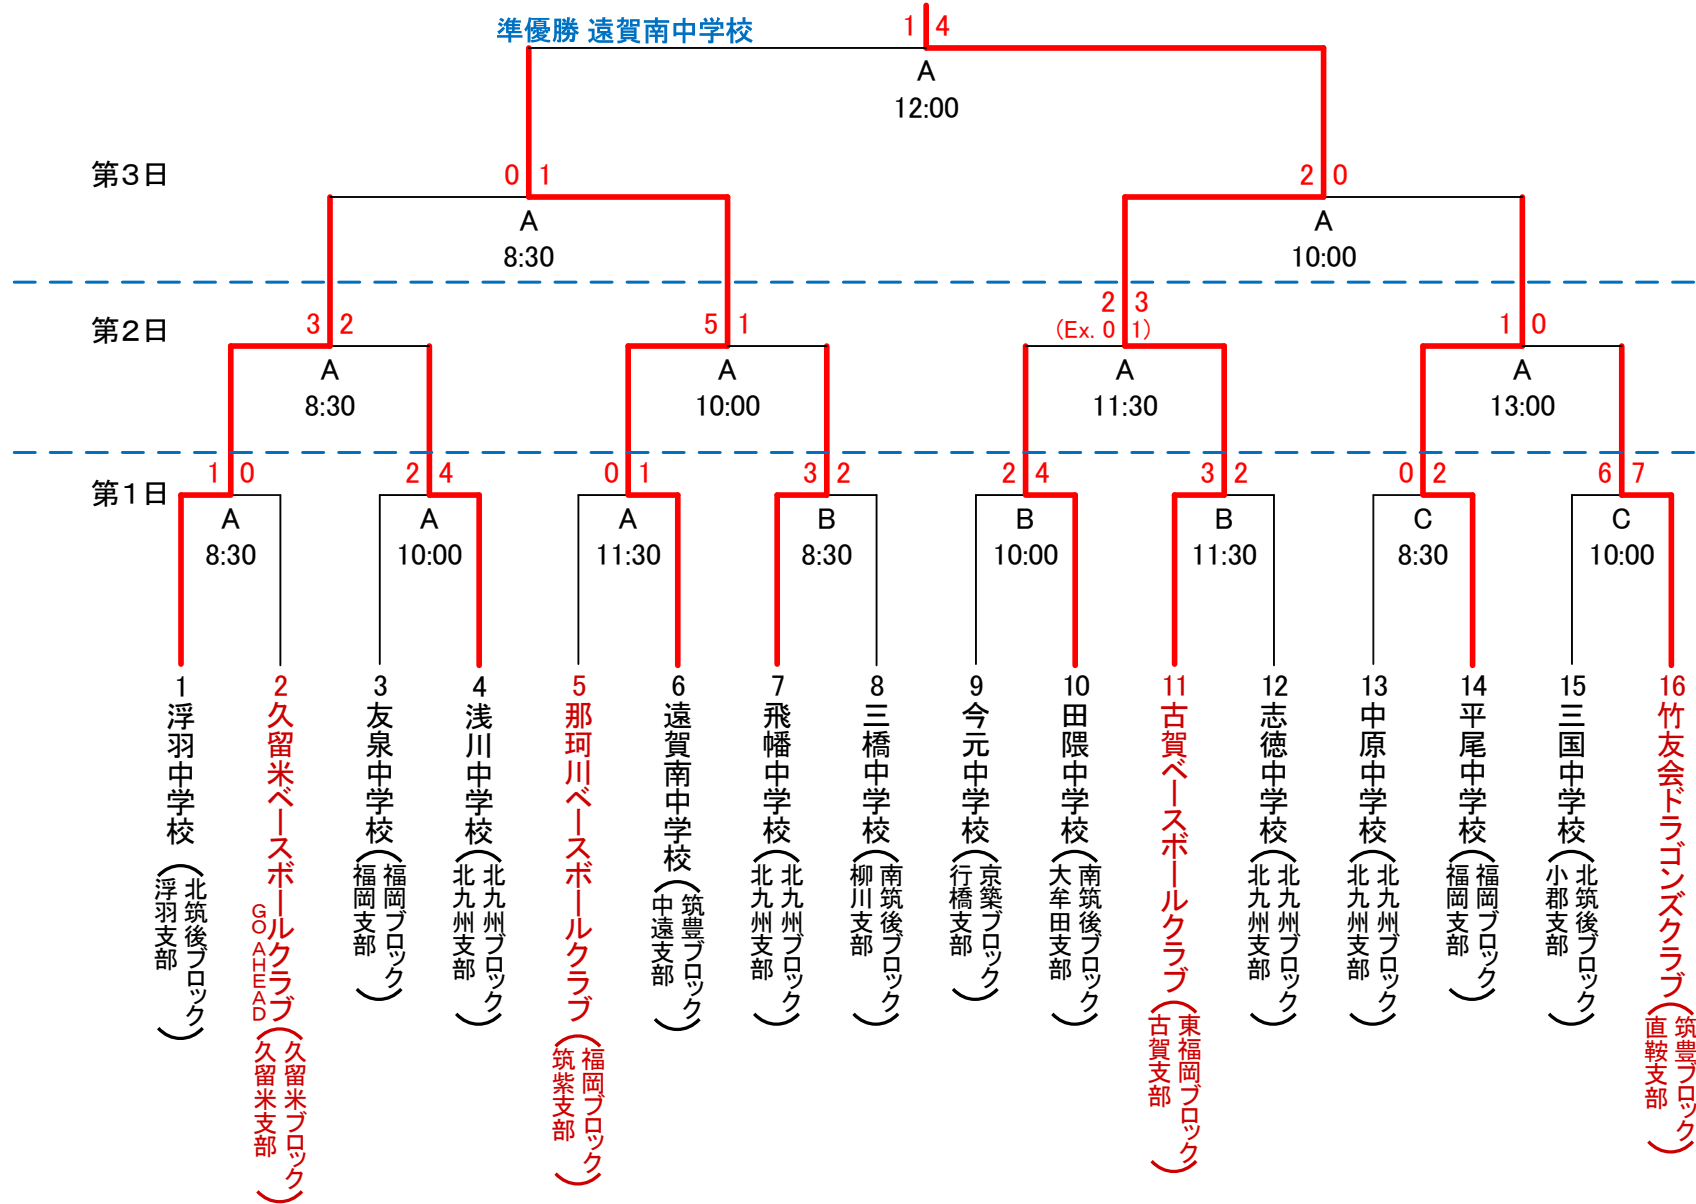 準優勝 遠賀南中学校
1 4
A
12:00
第3日
0 1
2 0
A
8:30
A
10:00
第2日
3 2
5 1
2 3
(Ex. 0 1)
1 0
A
8:30
A
10:00
A
11:30
A
13:00
第1日
1 0
2 4
0 1
3 2
2 4
3 2
0 2
6 7
A
8:30
A
10:00
A
11:30
B
8:30
B
10:00
B
11:30
C
8:30
C
10:00
1
浮羽中学校
(北筑後ブロック
浮羽支部)
2
久留米ベースボールクラブ
GO AHEAD
(久留米ブロック
久留米支部)
3
友泉中学校
(福岡ブロック
福岡支部)
4
浅川中学校
(北九州ブロック
北九州支部)
5
那珂川ベースボールクラブ
(福岡ブロック
筑紫支部)
6
遠賀南中学校
(筑豊ブロック
中遠支部)
7
飛幡中学校
(北九州ブロック
北九州支部)
8
三橋中学校
(南筑後ブロック
柳川支部)
9
今元中学校
(京築ブロック
行橋支部)
10
田隈中学校
(南筑後ブロック
大牟田支部)
11
古賀ベースボールクラブ
(東福岡ブロック
古賀支部)
12
志徳中学校
(北九州ブロック
北九州支部)
13
中原中学校
(北九州ブロック
北九州支部)
14
平尾中学校
(福岡ブロック
福岡支部)
15
三国中学校
(北筑後ブロック
小郡支部)
16
竹友会ドラゴンズクラブ
(筑豊ブロック
直鞍支部)